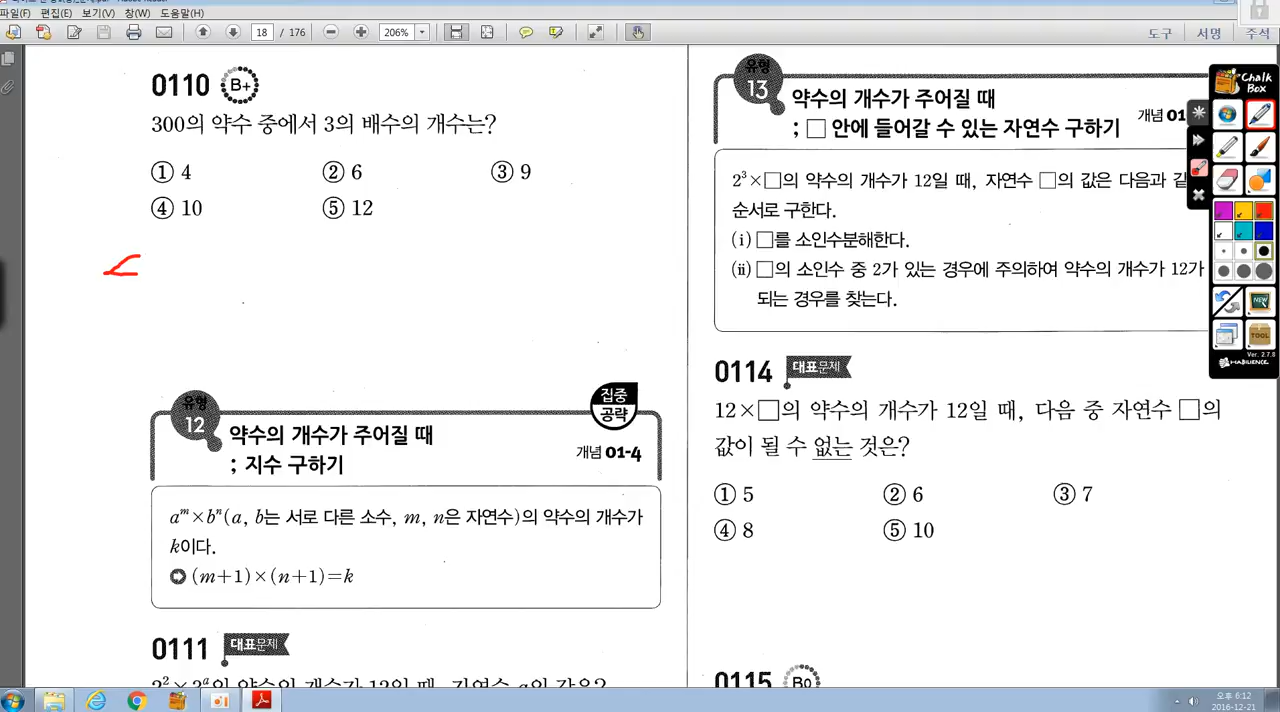 파일(F) 편집(E) 보기(V) 창(W) 도움말(H)
18 / 176
206%
도구 서명 주석
0110 B+
300의 약수 중에서 3의 배수의 개수는?
① 4 ② 6 ③ 9
④ 10 ⑤ 12
유형 12
집중 공략
약수의 개수가 주어질 때
; 지수 구하기
개념 01-4
aᵐ×bⁿ(a, b는 서로 다른 소수, m, n은 자연수)의 약수의 개수가
k이다.
➲ (m+1)×(n+1)=k
0111 대표문제
유형 13
약수의 개수가 주어질 때
; □ 안에 들어갈 수 있는 자연수 구하기
개념 01
2³×□의 약수의 개수가 12일 때, 자연수 □의 값은 다음과 같
순서로 구한다.
(ⅰ) □를 소인수분해한다.
(ⅱ) □의 소인수 중 2가 있는 경우에 주의하여 약수의 개수가 12가
되는 경우를 찾는다.
0114 대표문제
12×□의 약수의 개수가 12일 때, 다음 중 자연수 □의
값이 될 수 없는 것은?
① 5 ② 6 ③ 7
④ 8 ⑤ 10
0115
Chalk
Box
NEW
TOOL
Ver. 2.7.8
오후 6:12
2016-12-21